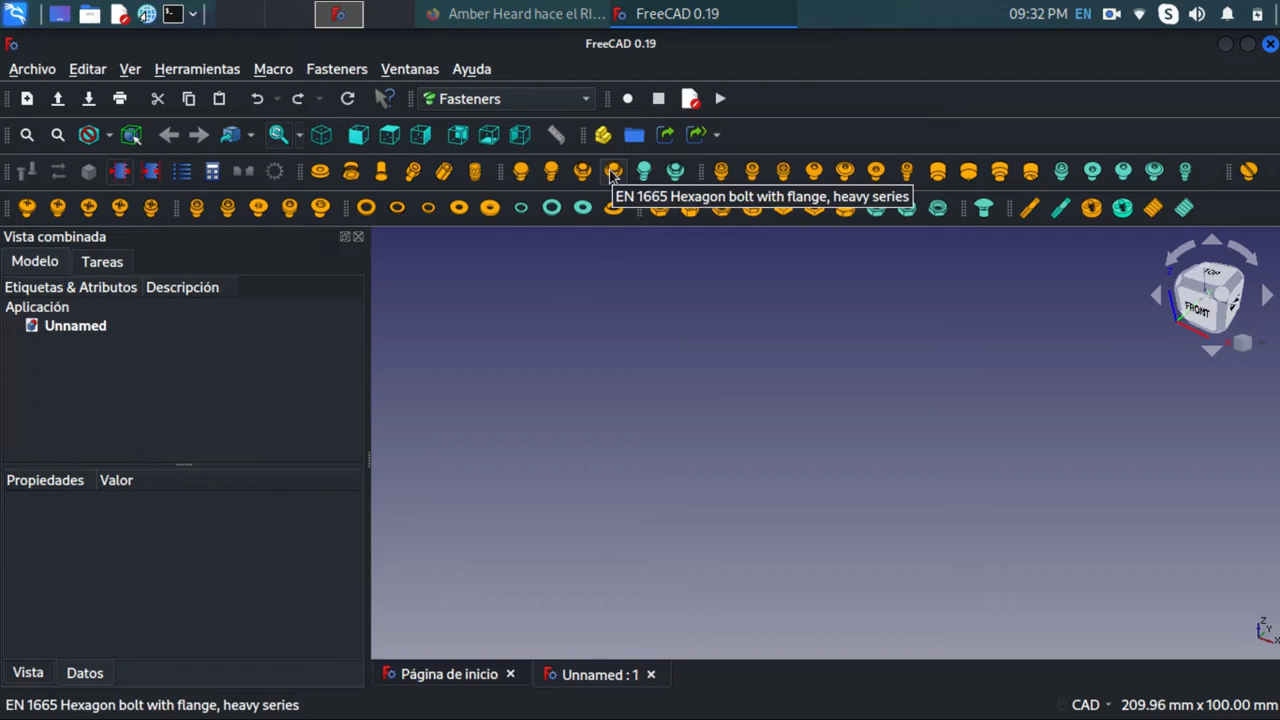 Amber Heard hace el RI...
FreeCAD 0.19
09:32 PM
EN
FreeCAD 0.19
Archivo
Editar
Ver
Herramientas
Macro
Fasteners
Ventanas
Ayuda
Fasteners
EN 1665 Hexagon bolt with flange, heavy series
Vista combinada
Modelo
Tareas
Etiquetas & Atributos
Descripción
Aplicación
Unnamed
Propiedades
Valor
TOP
FRONT
Z
X
Z
Y
X
Vista
Datos
Página de inicio
Unnamed : 1
EN 1665 Hexagon bolt with flange, heavy series
CAD
209.96 mm x 100.00 mm